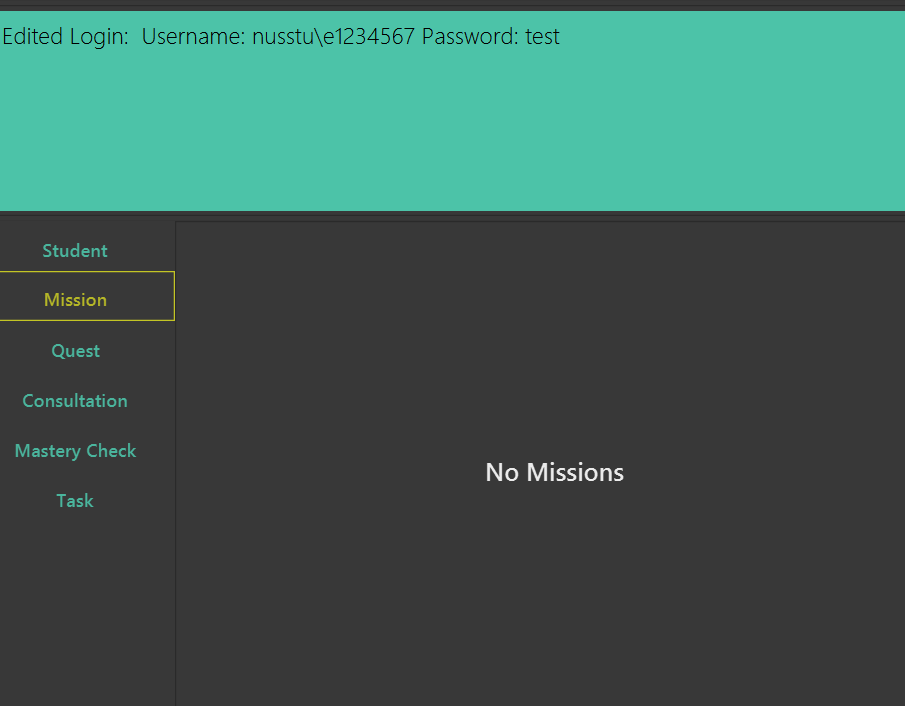 Edited Login:  Username: nusstu\e1234567 Password: test
Student
Mission
Quest
Consultation
Mastery Check
Task
No Missions